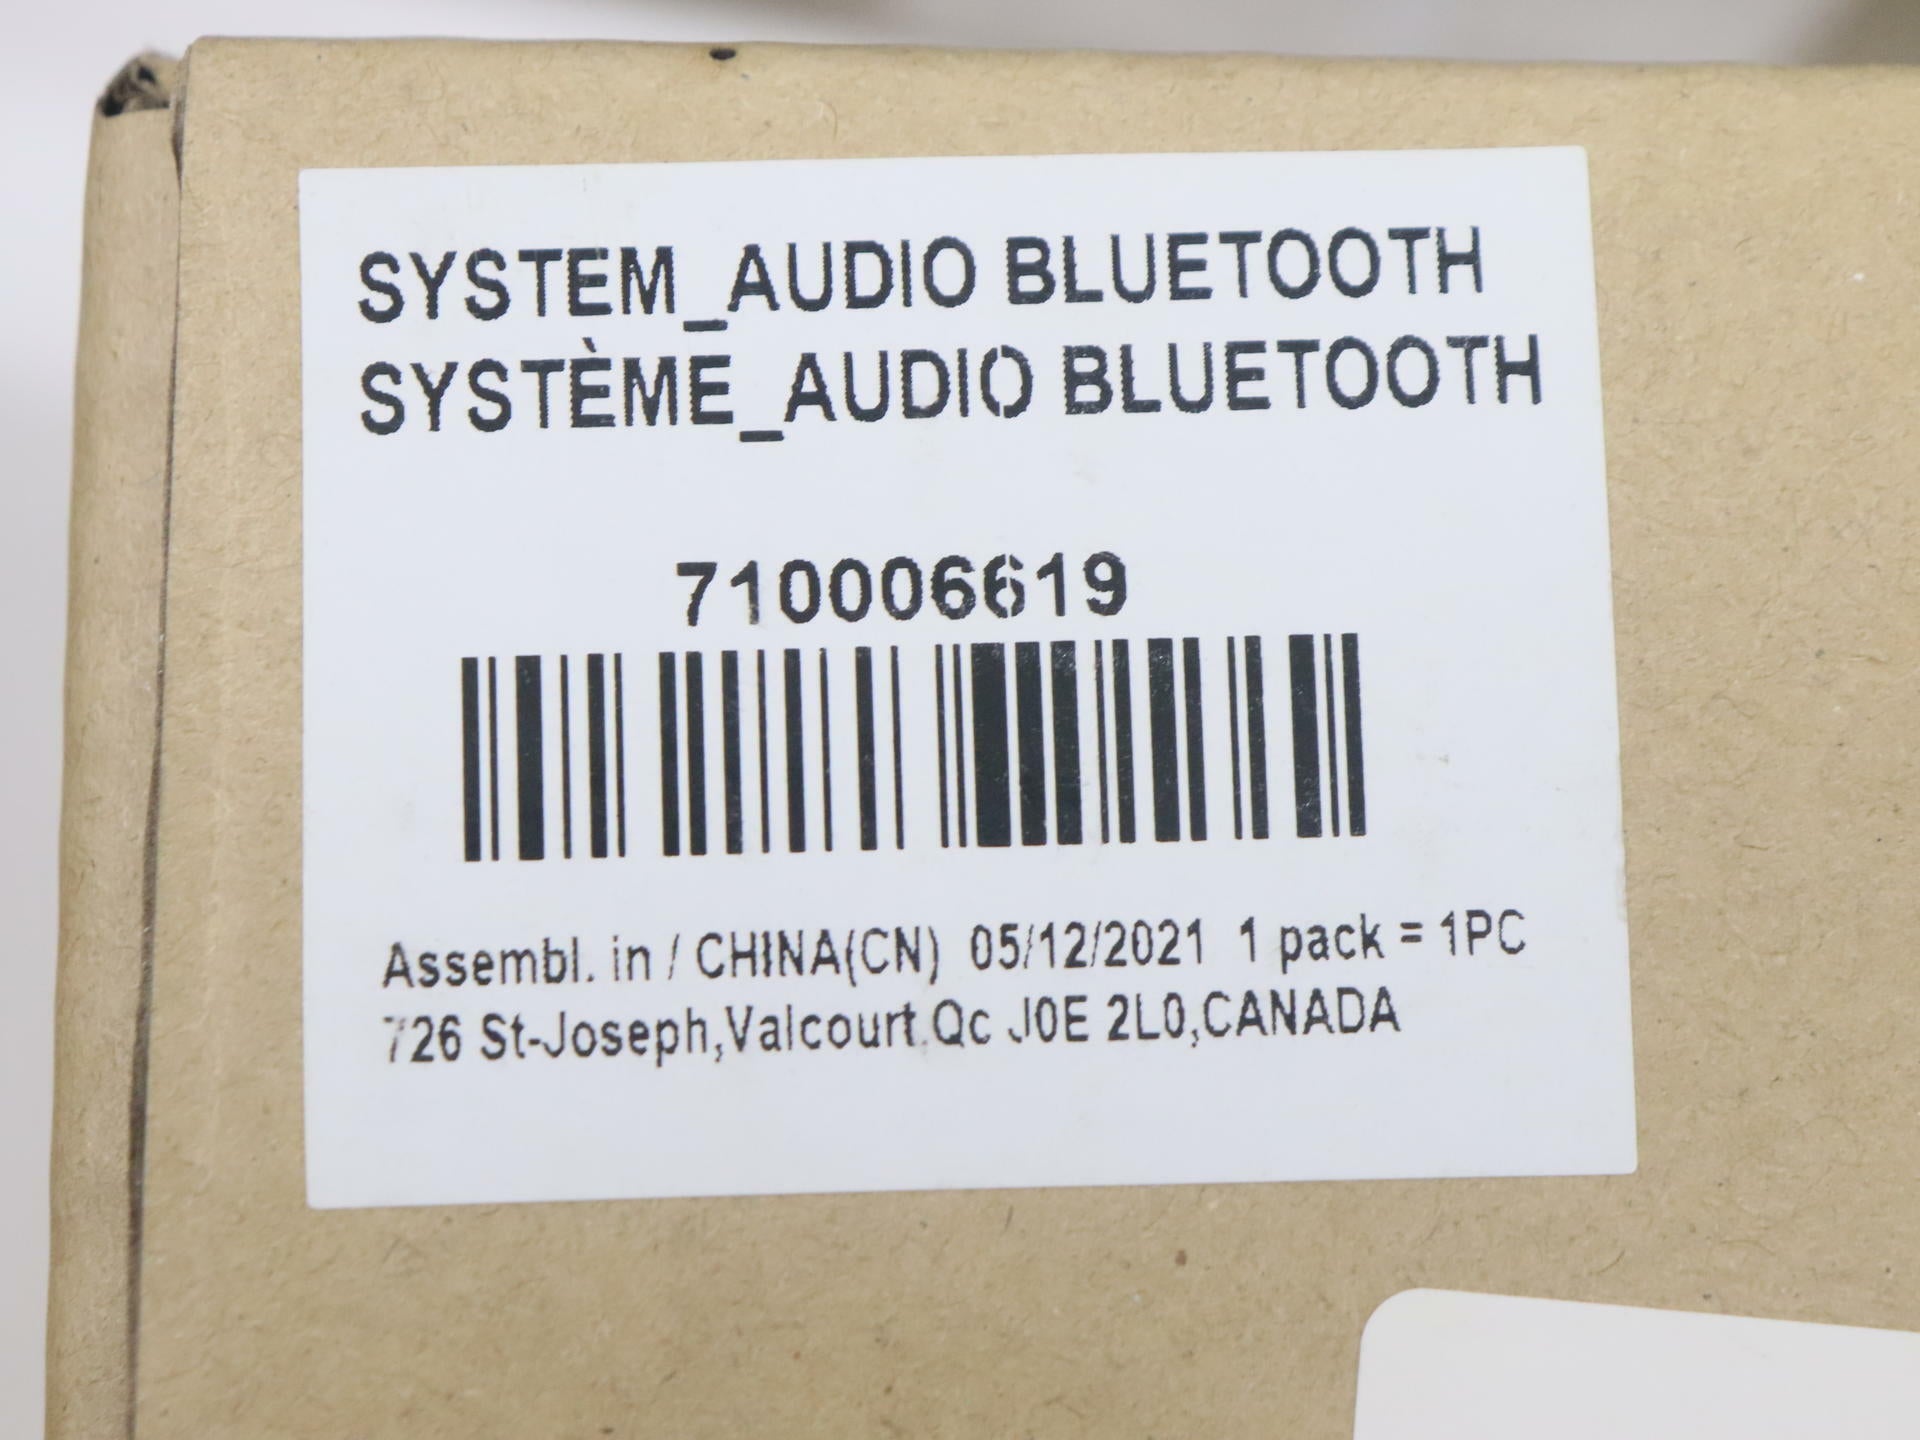 SYSTEM_AUDIO BLUETOOTH
SYSTÈME_AUDIO BLUETOOTH
710006619
Assembl. in / CHINA(CN) 05/12/2021 1 pack = 1PC
726 St-Joseph,Valcourt,Qc J0E 2L0,CANADA